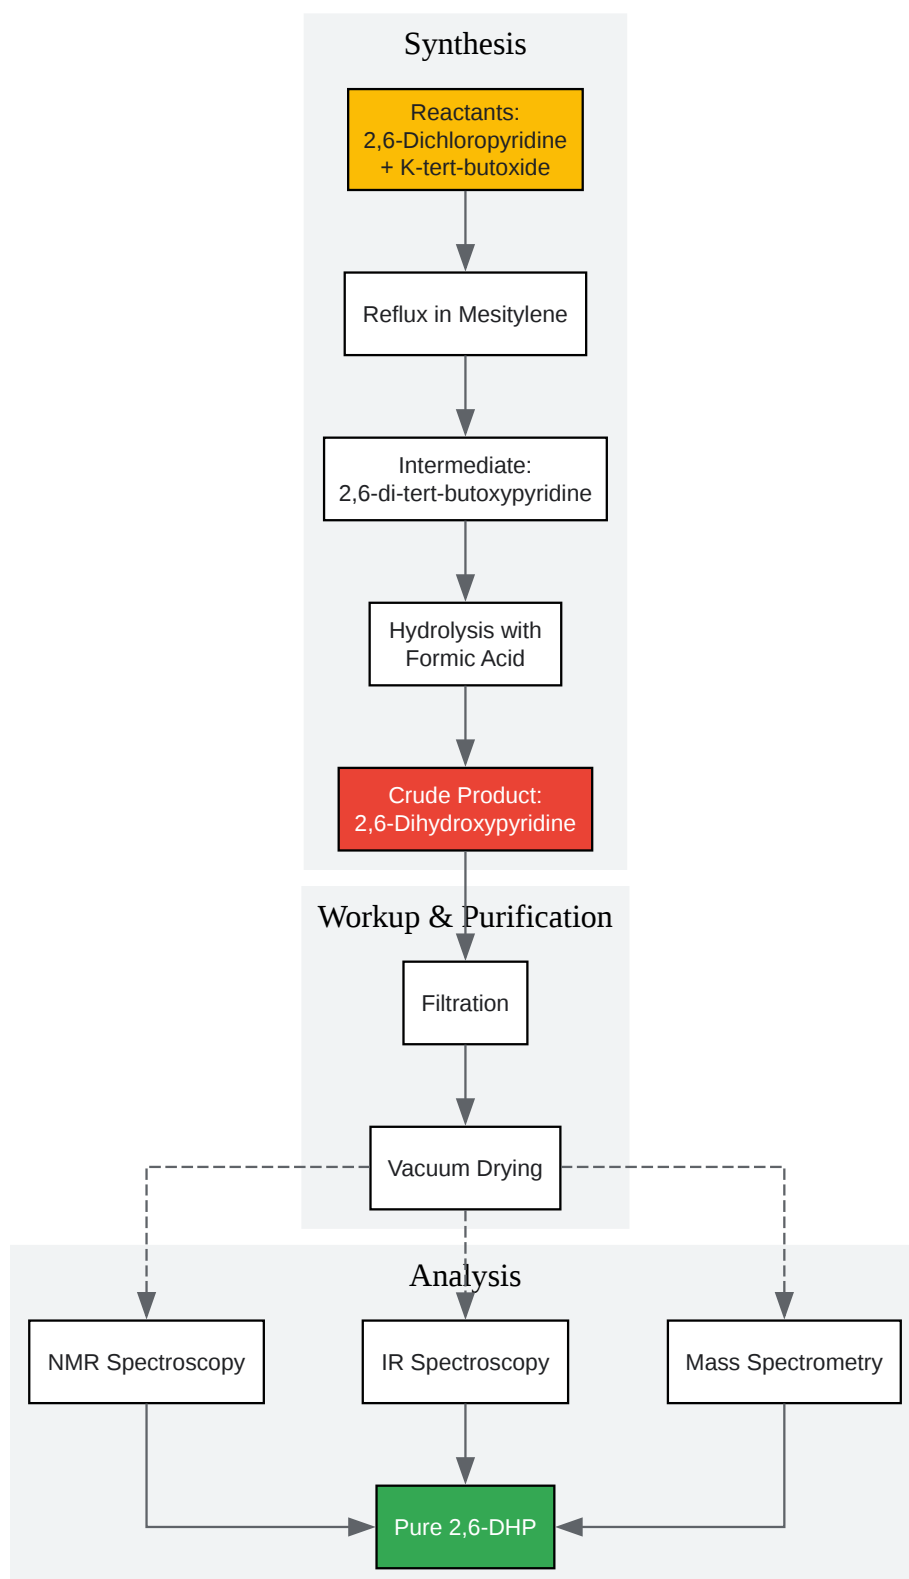 Synthesis
Reactants:
2,6-Dichloropyridine
+ K-tert-butoxide
Reflux in Mesitylene
Intermediate:
2,6-di-tert-butoxypyridine
Hydrolysis with
Formic Acid
Crude Product:
2,6-Dihydroxypyridine
Workup & Purification
Filtration
Vacuum Drying
Analysis
NMR Spectroscopy
IR Spectroscopy
Mass Spectrometry
Pure 2,6-DHP